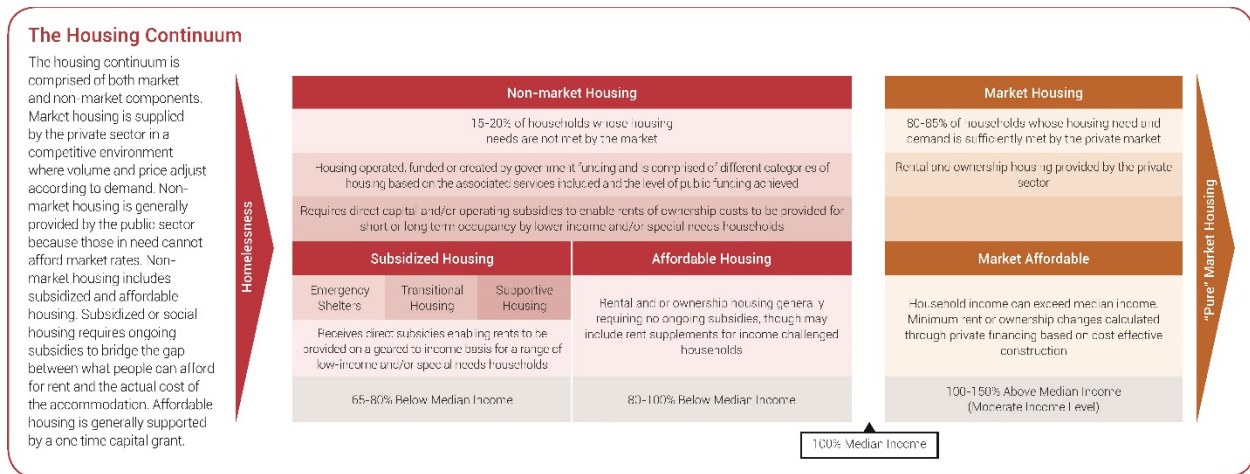 The Housing Continuum
The housing continuum is
comprised of both market
and non-market components.
Market housing is supplied
by the private sector in a
competitive environment
where volume and price adjust
according to demand. Non-
market housing is generally
provided by the public sector
because those in need cannot
afford market rates. Non-
market housing includes
subsidized and affordable
housing. Subsidized or social
housing requires ongoing
subsidies to bridge the gap
between what people can afford
for rent and the actual cost of
the accommodation. Affordable
housing is generally supported
by a one time capital grant.
Homelessness
Non-market Housing
15-20% of households whose housing
needs are not met by the market
Housing operated, funded or created by government funding and is comprised of different categories of
housing based on the associated services included and the level of public funding achieved
Requires direct capital and/or operating subsidies to enable rents of ownership costs to be provided for
short or long term occupancy by lower income and/or special needs households
Subsidized Housing
Emergency
Shelters
Transitional
Housing
Supportive
Housing
Receives direct subsidies enabling rents to be
provided on a geared to income basis for a range of
low-income and/or special needs households
65-80% Below Median Income
Affordable Housing
Rental and or ownership housing generally
requiring no ongoing subsidies, though may
include rent supplements for income challenged
households
80-100% Below Median Income
100% Median Income
Market Housing
80-85% of households whose housing need and
demand is sufficiently met by the private market
Rental and ownership housing provided by the private
sector
Market Affordable
Household income can exceed median income.
Minimum rent or ownership changes calculated
through private financing based on cost effective
construction
100-150% Above Median Income
(Moderate Income Level)
"Pure" Market Housing